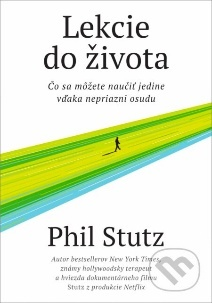 Lekcie
do života
Čo sa môžete naučiť jedine
vďaka nepriazni osudu
Phil Stutz
Autor bestsellerov New York Times,
známy hollywoodsky terapeut
a hviezda dokumentárneho filmu
Stutz z produkcie Netflix
martinus